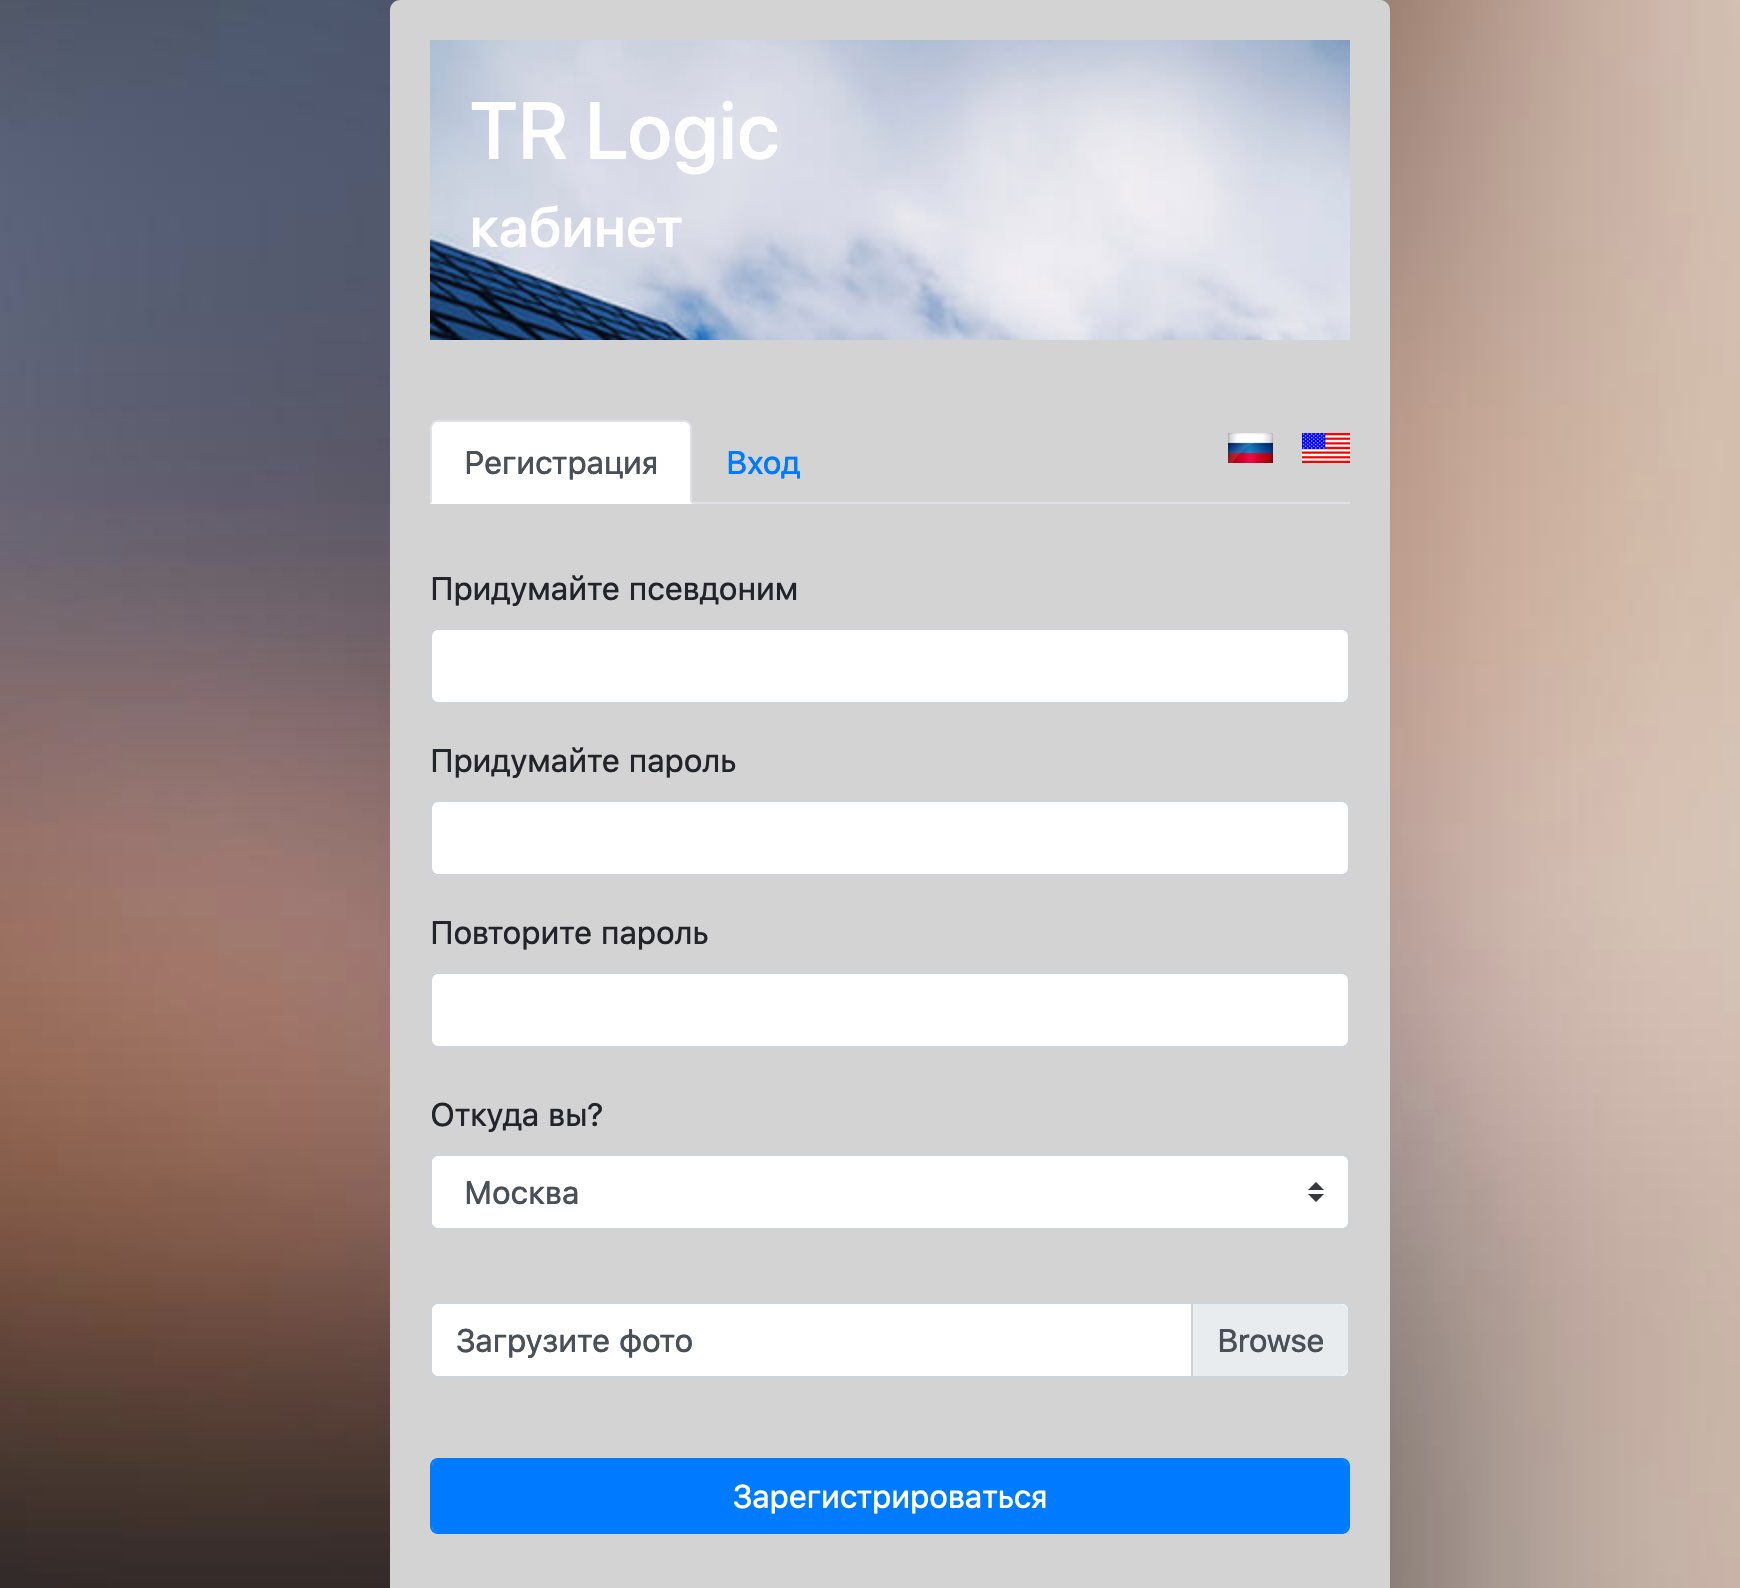 TR Logic
кабинет
Регистрация
Вход
Придумайте псевдоним
Придумайте пароль
Повторите пароль
Откуда вы?
Москва
Загрузите фото
Browse
Зарегистрироваться